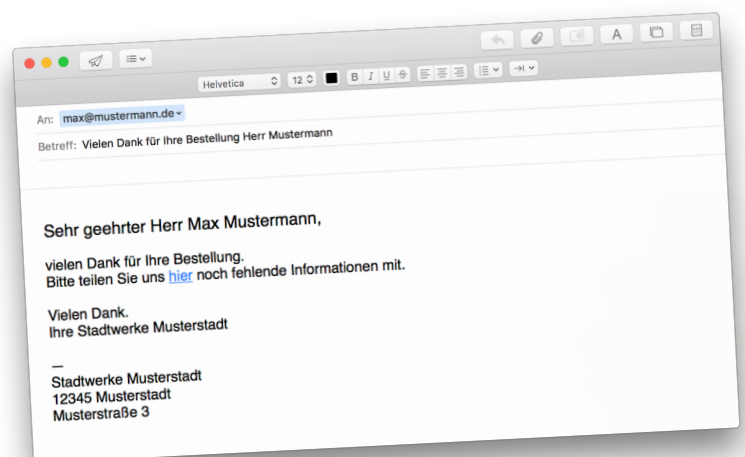 Helvetica 12 B I U S
An: max@mustermann.de
Betreff: Vielen Dank für Ihre Bestellung Herr Mustermann
Sehr geehrter Herr Max Mustermann,
vielen Dank für Ihre Bestellung.
Bitte teilen Sie uns hier noch fehlende Informationen mit.
Vielen Dank.
Ihre Stadtwerke Musterstadt
—
Stadtwerke Musterstadt
12345 Musterstadt
Musterstraße 3